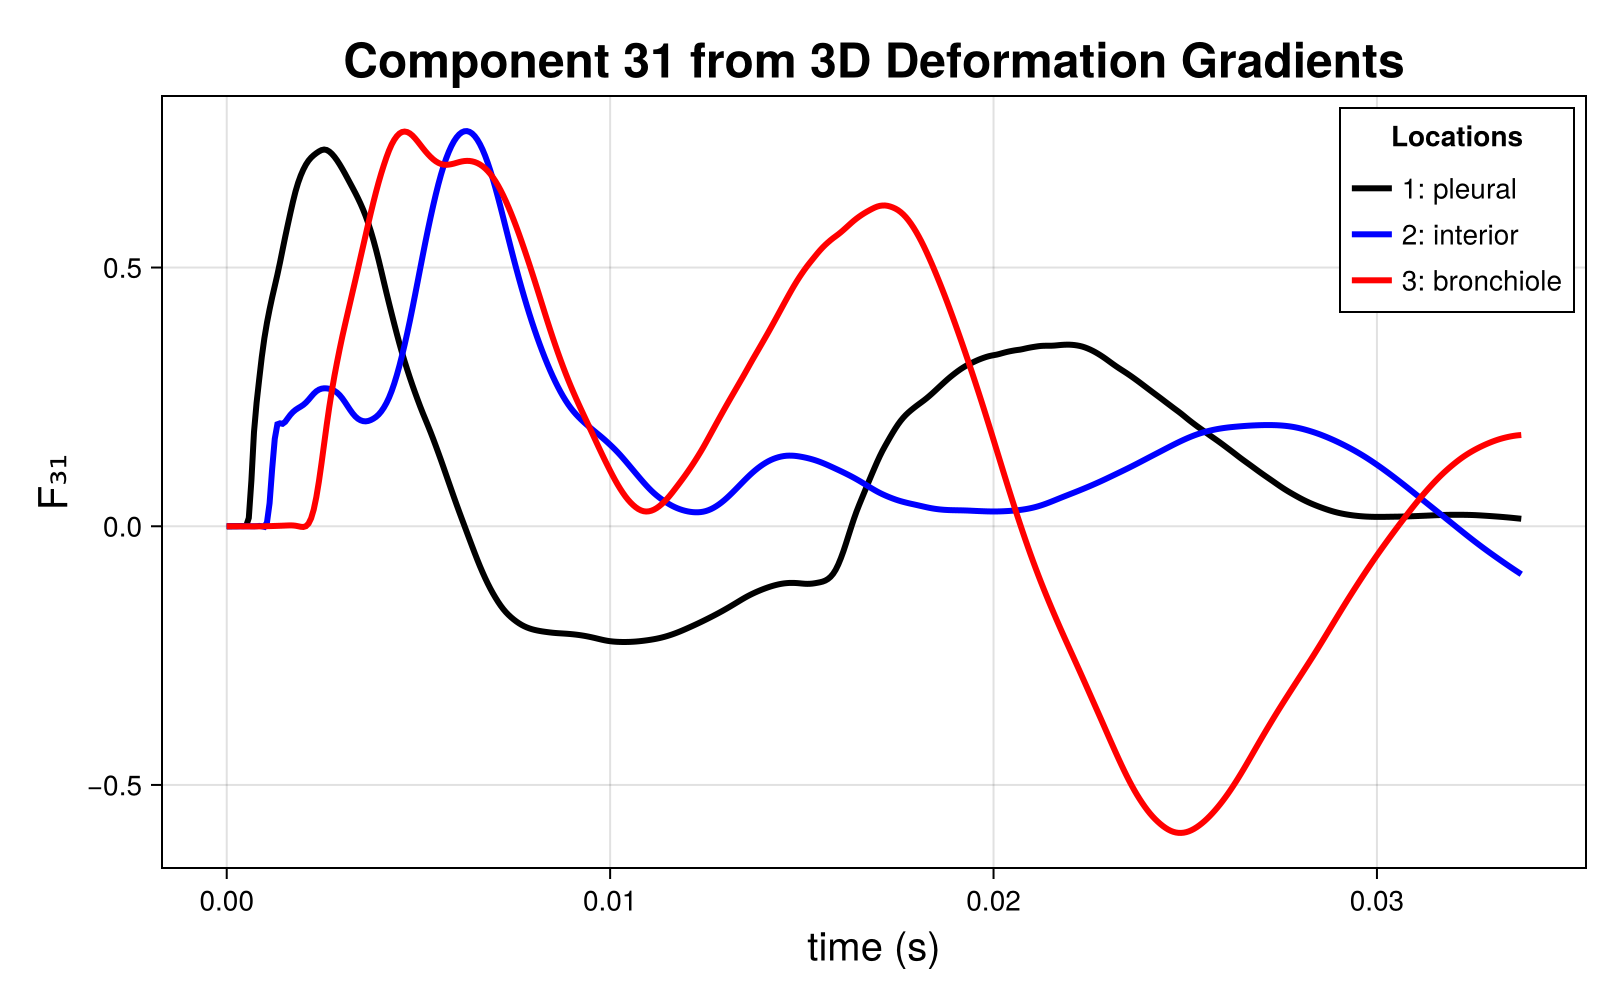 Component 31 from 3D Deformation Gradients
Locations
1: pleural
2: interior
3: bronchiole
F₃₁
0.5
0.0
−0.5
0.00 0.01 0.02 0.03
time (s)